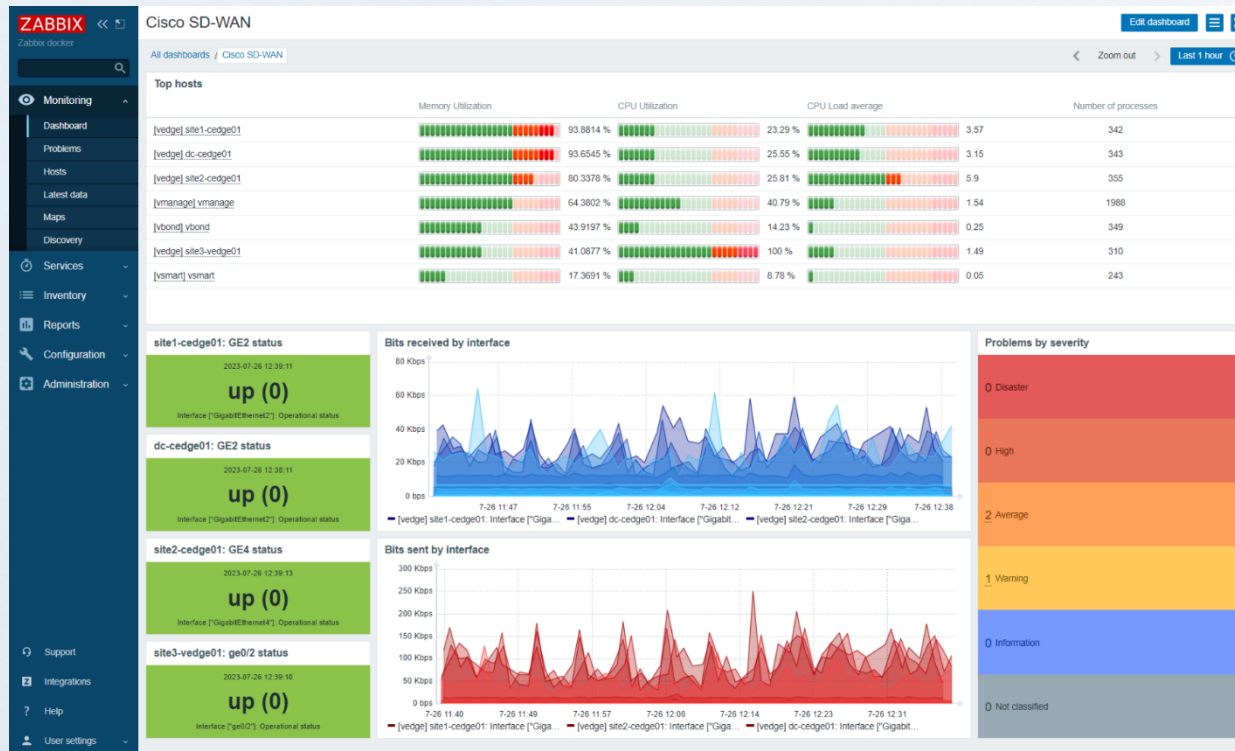 ZABBIX
Zabbix docker
Monitoring
Dashboard
Problems
Hosts
Latest data
Maps
Discovery
Services
Inventory
Reports
Configuration
Administration
Support
Integrations
Help
User settings
Cisco SD-WAN
Edit dashboard
All dashboards / Cisco SD-WAN
Zoom out
Last 1 hour
Top hosts
Memory Utilization CPU Utilization CPU Load average Number of processes
[vedge] site1-cedge01 93.8814 % 23.29 % 3.57 342
[vedge] dc-cedge01 93.6545 % 25.55 % 3.15 343
[vedge] site2-cedge01 80.3378 % 25.81 % 5.9 355
[vmanage] vmanage 64.3802 % 40.79 % 1.54 1988
[vbond] vbond 43.9197 % 14.23 % 0.25 349
[vedge] site3-vedge01 41.0877 % 100 % 1.49 310
[vsmart] vsmart 17.3691 % 8.78 % 0.05 243
site1-cedge01: GE2 status
2023-07-26 12:39:11
up (0)
Interface ["GigabitEthernet2"]: Operational status
dc-cedge01: GE2 status
2023-07-26 12:38:11
up (0)
Interface ["GigabitEthernet2"]: Operational status
site2-cedge01: GE4 status
2023-07-26 12:39:13
up (0)
Interface ["GigabitEthernet4"]: Operational status
site3-vedge01: ge0/2 status
2023-07-26 12:39:10
up (0)
Interface ["ge0/2"]: Operational status
Bits received by interface
80 Kbps
60 Kbps
40 Kbps
20 Kbps
0 bps
7-26 11:47 7-26 11:55 7-26 12:04 7-26 12:12 7-26 12:21 7-26 12:29 7-26 12:38
[vedge] site1-cedge01: Interface ["Giga... [vedge] dc-cedge01: Interface ["Gigabit... [vedge] site2-cedge01: Interface ["Giga...
Bits sent by interface
300 Kbps
250 Kbps
200 Kbps
150 Kbps
100 Kbps
50 Kbps
0 bps
7-26 11:40 7-26 11:49 7-26 11:57 7-26 12:06 7-26 12:14 7-26 12:23 7-26 12:31
[vedge] site1-cedge01: Interface ["Giga... [vedge] site2-cedge01: Interface ["Giga... [vedge] dc-cedge01: Interface ["Gigabit...
Problems by severity
0 Disaster
0 High
2 Average
1 Warning
0 Information
0 Not classified